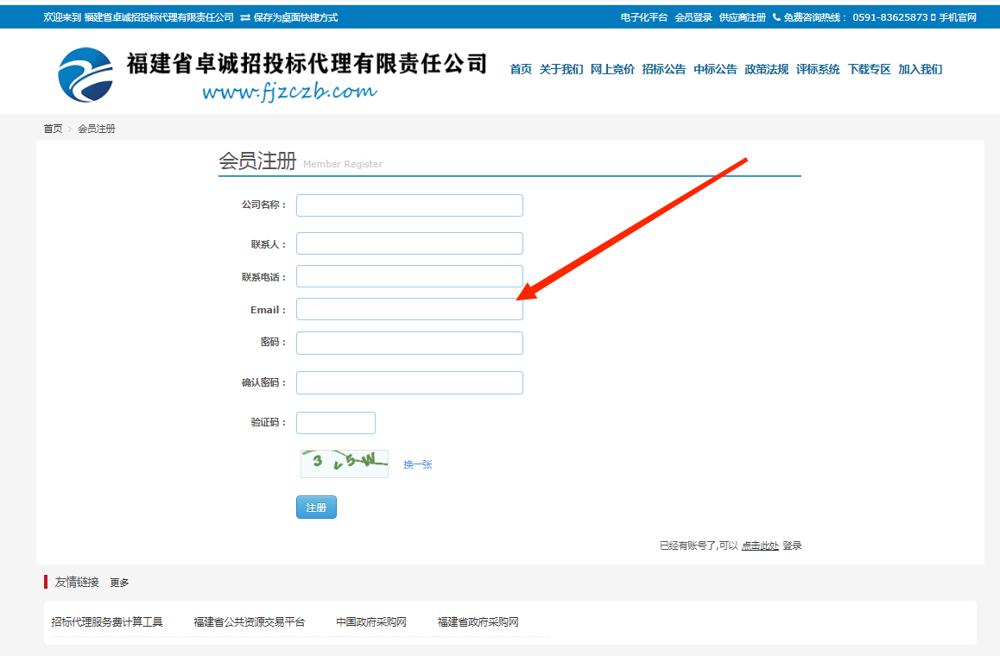 欢迎来到 福建省卓诚招投标代理有限责任公司 保存为桌面快捷方式 电子化平台 会员登录 供应商注册 免费咨询热线： 0591-83625873 手机官网
福建省卓诚招投标代理有限责任公司
www.fjzczb.com
首页 关于我们 网上竞价 招标公告 中标公告 政策法规 评标系统 下载专区 加入我们
首页 > 会员注册
会员注册 Member Register
公司名称：
联系人：
联系电话：
Email：
密码：
确认密码：
验证码：
换一张
注册
已经有账号了,可以 点击此处 登录
友情链接 更多
招标代理服务费计算工具 福建省公共资源交易平台 中国政府采购网 福建省政府采购网